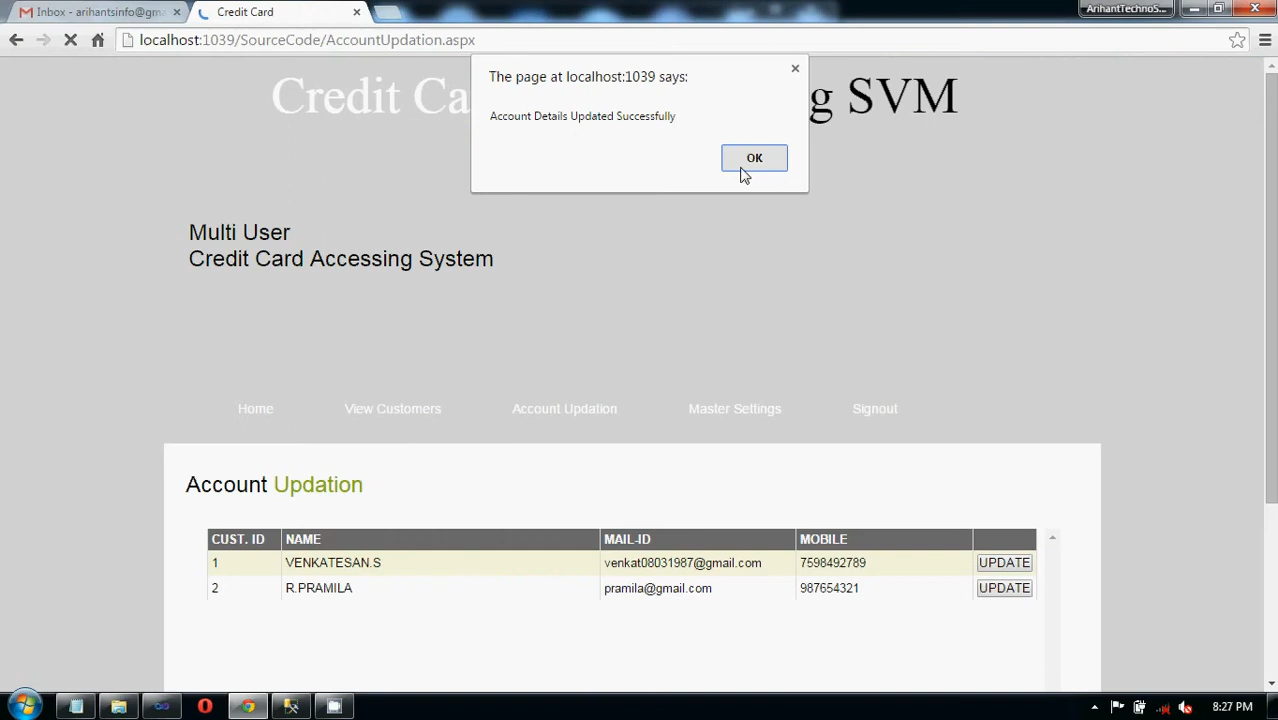 Inbox - arihantsinfo@gm
Credit Card
ArihantTechnoS...
localhost:1039/SourceCode/AccountUpdation.aspx
The page at localhost:1039 says:
Account Details Updated Successfully
OK
Credit Ca g SVM
Multi User
Credit Card Accessing System
Home View Customers Account Updation Master Settings Signout
Account Updation
CUST. ID NAME MAIL-ID MOBILE
1 VENKATESAN.S venkat08031987@gmail.com 7598492789 UPDATE
2 R.PRAMILA pramila@gmail.com 987654321 UPDATE
8:27 PM